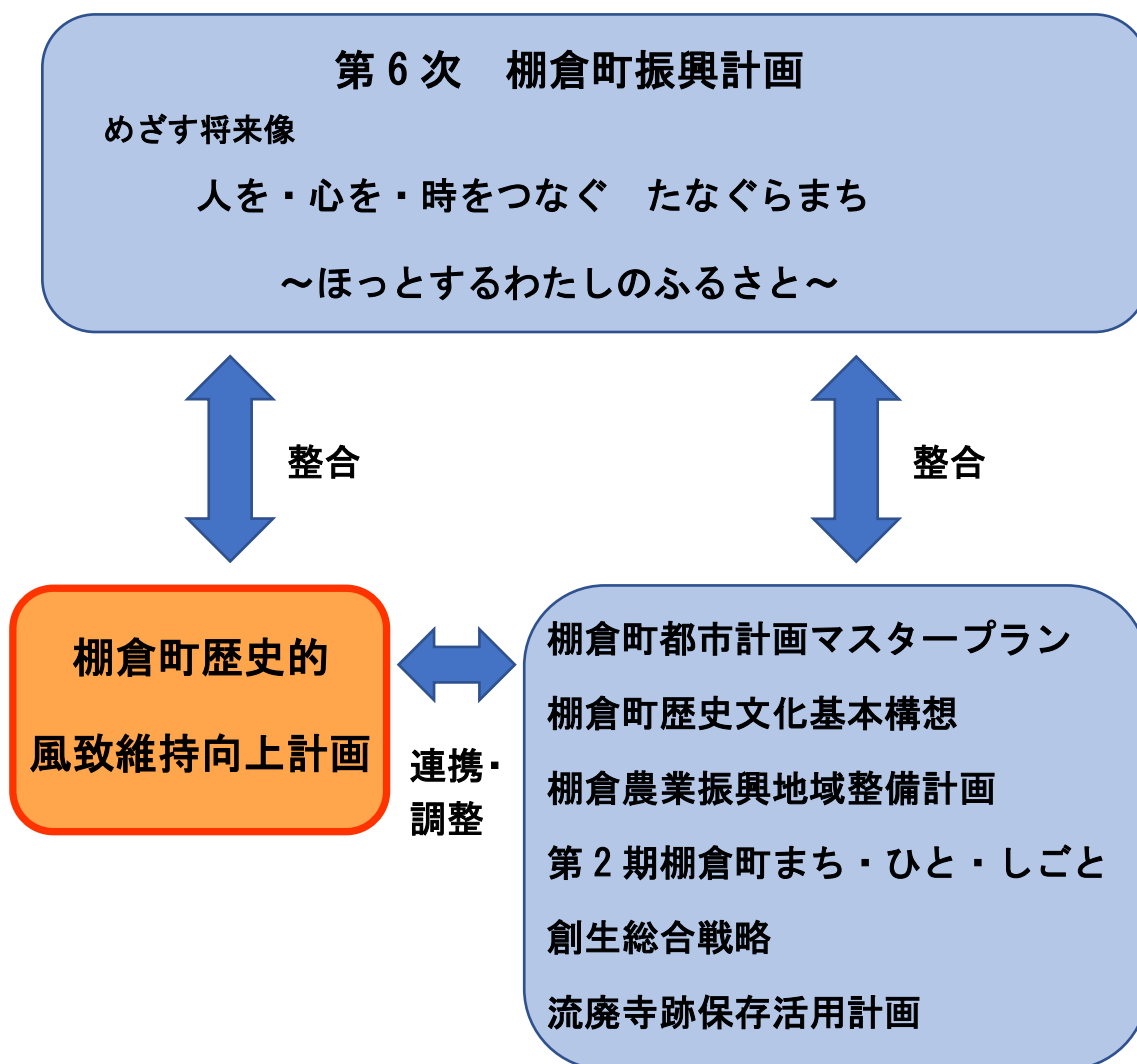 第６次　棚倉町振興計画
めざす将来像
人を・心を・時をつなぐ　たなぐらまち
～ほっとするわたしのふるさと～
整合
整合
棚倉町歴史的
風致維持向上計画
連携・
調整
棚倉町都市計画マスタープラン
棚倉町歴史文化基本構想
棚倉農業振興地域整備計画
第２期棚倉町まち・ひと・しごと
創生総合戦略
流廃寺跡保存活用計画